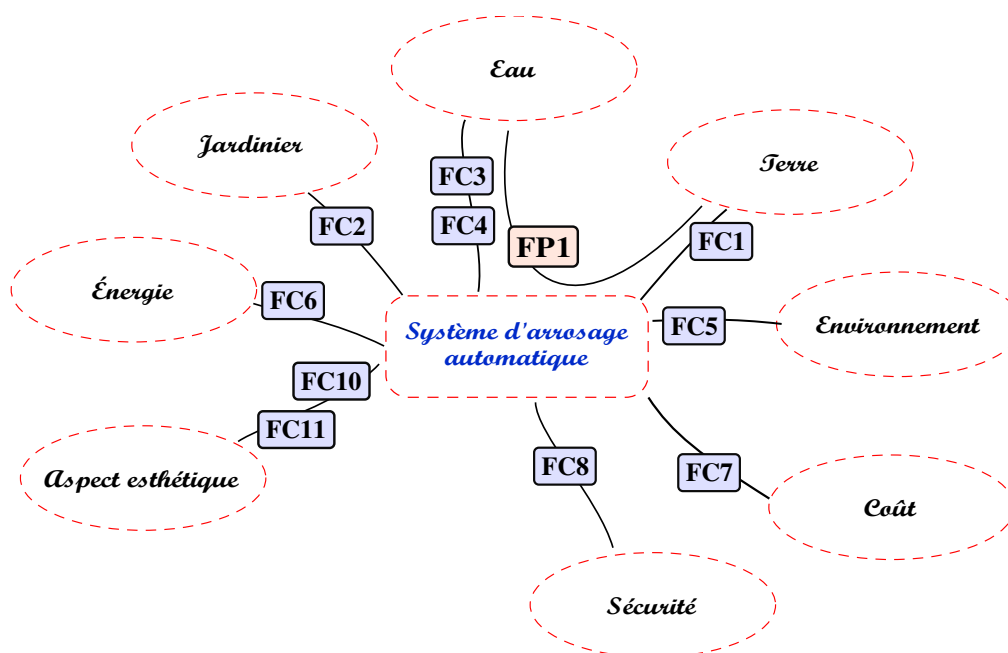 Eau
Jardinier
Terre
FC3
FC2
FC4
FC1
FP1
Énergie
FC6
FC5
Environnement
Système d'arrosage
automatique
FC10
FC11
Aspect esthétique
FC8
FC7
Coût
Sécurité